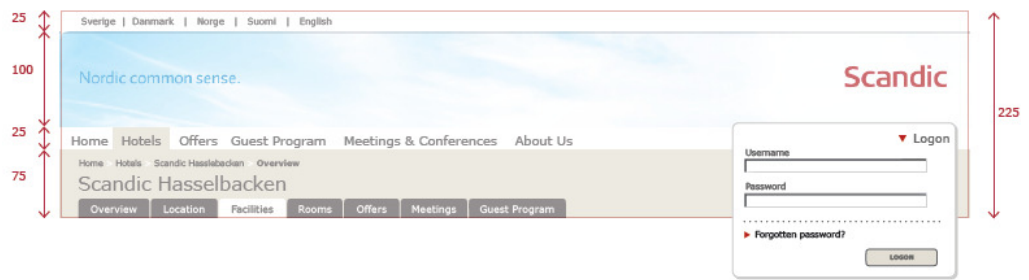 25
Sverige | Danmark | Norge | Suomi | English
100
Nordic common sense.
Scandic
225
25
Home Hotels Offers Guest Program Meetings & Conferences About Us
▼ Logon
Username
75
Home Hotels Scandic Hasslebacken Overview
Scandic Hasselbacken
Password
Overview Location Facilities Rooms Offers Meetings Guest Program
▶ Forgotten password?
LOGON